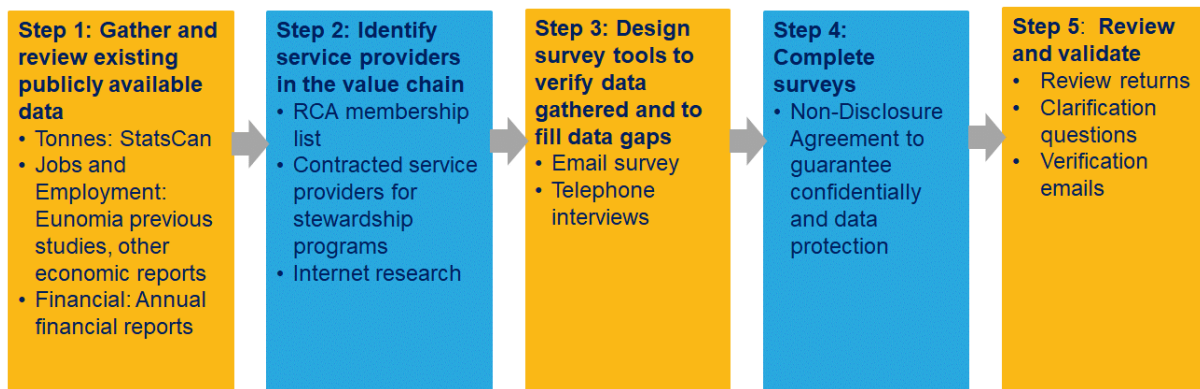 Step 1: Gather and
review existing
publicly available
data
• Tonnes: StatsCan
• Jobs and
Employment:
Eunomia previous
studies, other
economic reports
• Financial: Annual
financial reports
Step 2: Identify
service providers
in the value chain
• RCA membership
list
• Contracted service
providers for
stewardship
programs
• Internet research
Step 3: Design
survey tools to
verify data
gathered and to
fill data gaps
• Email survey
• Telephone
interviews
Step 4:
Complete
surveys
• Non-Disclosure
Agreement to
guarantee
confidentially
and data
protection
Step 5: Review
and validate
• Review returns
• Clarification
questions
• Verification
emails